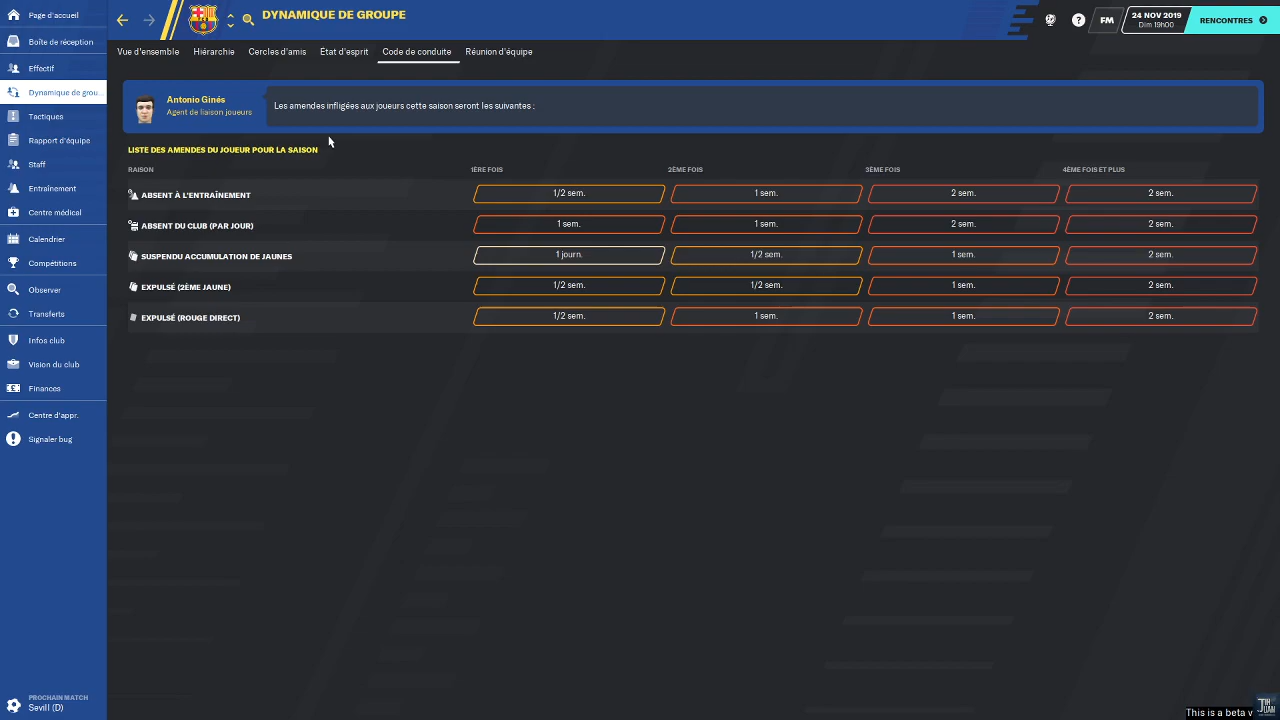 Page d'accueil
DYNAMIQUE DE GROUPE
FM
24 NOV 2019
Dim 19h00
RENCONTRES
Boîte de réception
Effectif
Dynamique de grou...
Tactiques
Rapport d'équipe
Staff
Entraînement
Centre médical
Calendrier
Compétitions
Observer
Transferts
Infos club
Vision du club
Finances
Centre d'appr.
Signaler bug
PROCHAIN MATCH
Sevill (D)
Vue d'ensemble Hiérarchie Cercles d'amis Etat d'esprit Code de conduite Réunion d'équipe
Antonio Ginés
Agent de liaison joueurs
Les amendes infligées aux joueurs cette saison seront les suivantes :
LISTE DES AMENDES DU JOUEUR POUR LA SAISON
RAISON 1ÈRE FOIS 2ÈME FOIS 3ÈME FOIS 4ÈME FOIS ET PLUS
ABSENT À L'ENTRAÎNEMENT 1/2 sem. 1 sem. 2 sem. 2 sem.
ABSENT DU CLUB (PAR JOUR) 1 sem. 1 sem. 2 sem. 2 sem.
SUSPENDU ACCUMULATION DE JAUNES 1 journ. 1/2 sem. 1 sem. 2 sem.
EXPULSÉ (2ÈME JAUNE) 1/2 sem. 1/2 sem. 1 sem. 2 sem.
EXPULSÉ (ROUGE DIRECT) 1/2 sem. 1 sem. 1 sem. 2 sem.
This is a beta v